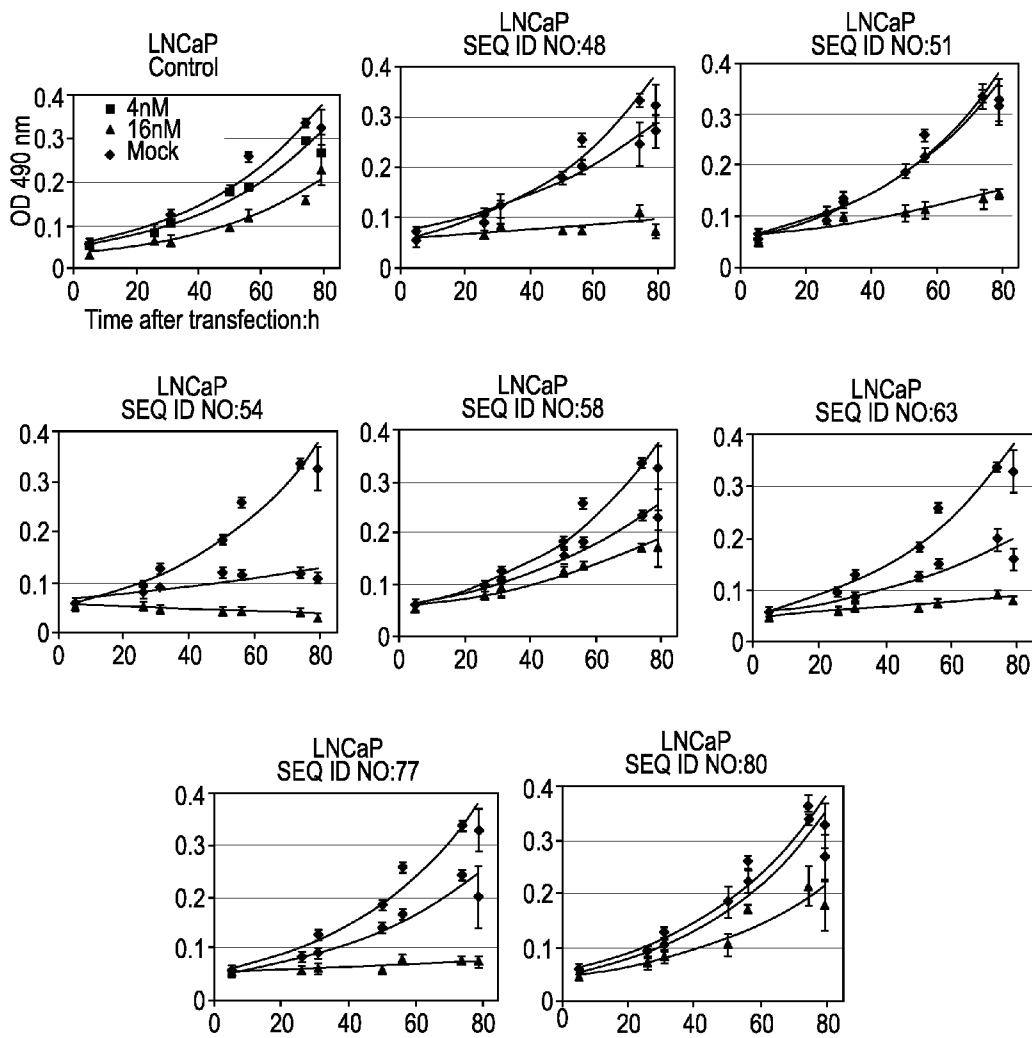 LNCaP
Control
0.4
0.3
0.2
0.1
0
4nM
16nM
Mock
OD 490 nm
0 20 40 60 80
Time after transfection:h
LNCaP
SEQ ID NO:48
0.4
0.3
0.2
0.1
0
0 20 40 60 80
LNCaP
SEQ ID NO:51
0.4
0.3
0.2
0.1
0
0 20 40 60 80
LNCaP
SEQ ID NO:54
0.4
0.3
0.2
0.1
0
0 20 40 60 80
LNCaP
SEQ ID NO:58
0.4
0.3
0.2
0.1
0
0 20 40 60 80
LNCaP
SEQ ID NO:63
0.4
0.3
0.2
0.1
0
0 20 40 60 80
LNCaP
SEQ ID NO:77
0.4
0.3
0.2
0.1
0
0 20 40 60 80
LNCaP
SEQ ID NO:80
0.4
0.3
0.2
0.1
0
0 20 40 60 80